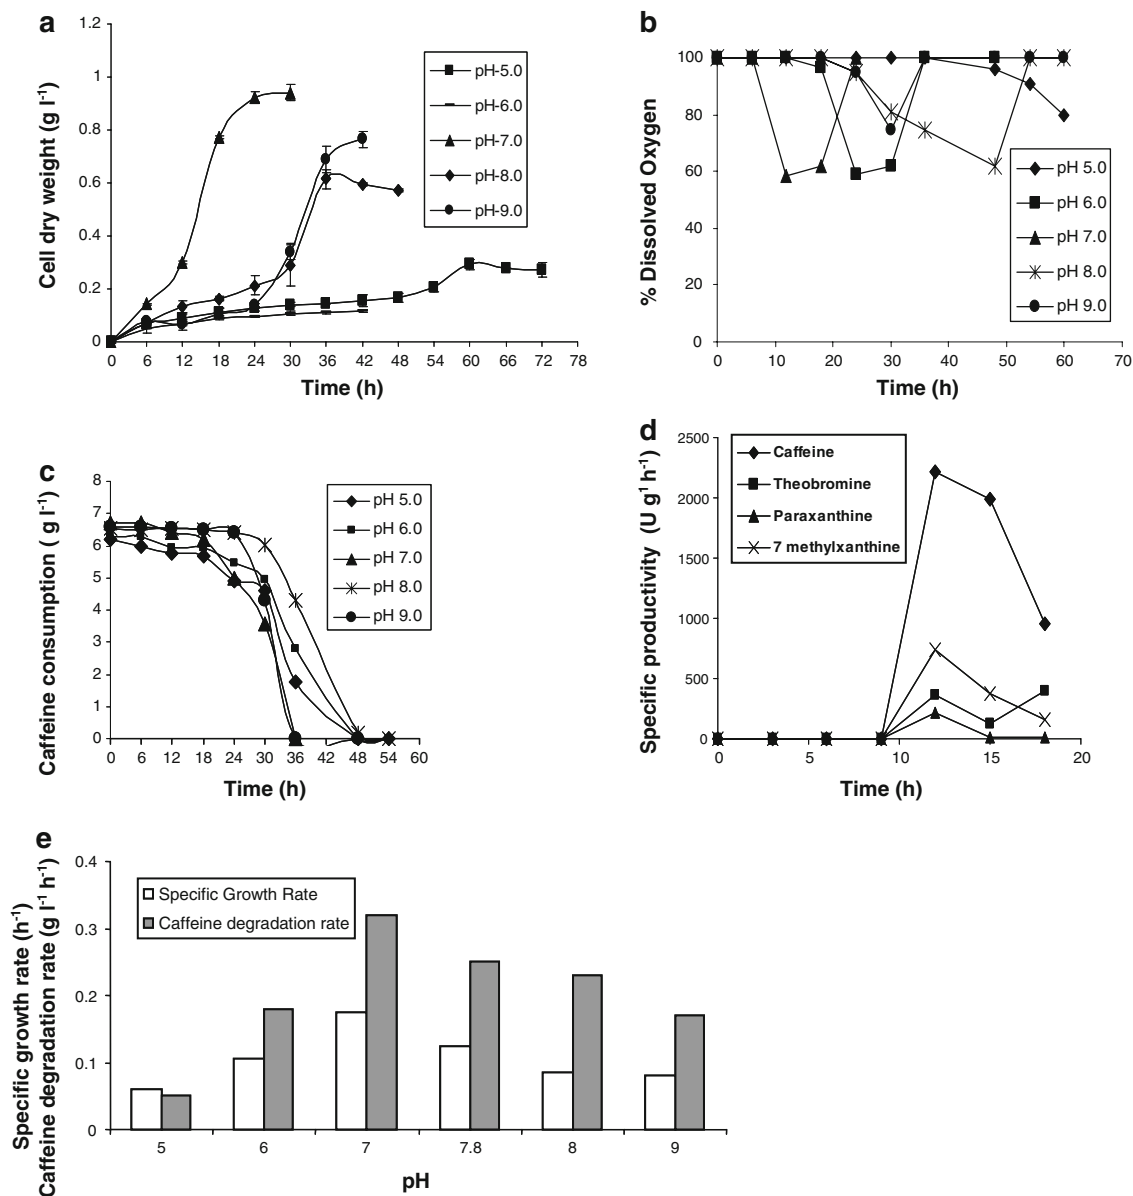 a
Cell dry weight (g l-1)
1.2
1
0.8
0.6
0.4
0.2
0
0 6 12 18 24 30 36 42 48 54 60 66 72 78
Time (h)
pH-5.0
pH-6.0
pH-7.0
pH-8.0
pH-9.0
b
% Dissolved Oxygen
100
80
60
40
20
0
0 10 20 30 40 50 60 70
Time (h)
pH 5.0
pH 6.0
pH 7.0
pH 8.0
pH 9.0
c
Caffeine consumption ( g l-1)
8
7
6
5
4
3
2
1
0
0 6 12 18 24 30 36 42 48 54 60
Time (h)
pH 5.0
pH 6.0
pH 7.0
pH 8.0
pH 9.0
d
Specific productivity (U g1 h-1)
2500
2000
1500
1000
500
0
0 5 10 15 20
Time (h)
Caffeine
Theobromine
Paraxanthine
7 methylxanthine
e
Specific growth rate (h-1)
Caffeine degradation rate (g l-1 h-1)
0.4
0.3
0.2
0.1
0
5 6 7 7.8 8 9
pH
Specific Growth Rate
Caffeine degradation rate